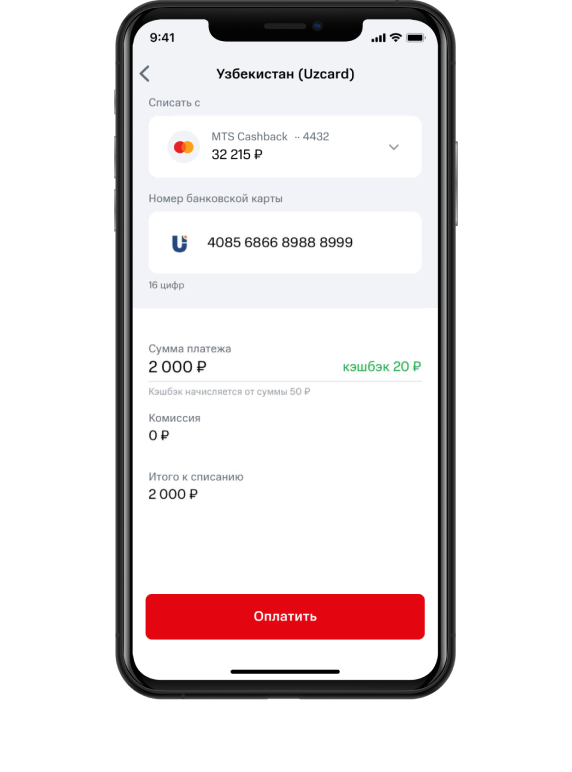 9:41
Узбекистан (Uzcard)
Списать с
MTS Cashback ·· 4432
32 215 ₽
Номер банковской карты
4085 6866 8988 8999
16 цифр
Сумма платежа
2 000 ₽ кэшбэк 20 ₽
Кэшбэк начисляется от суммы 50 ₽
Комиссия
0 ₽
Итого к списанию
2 000 ₽
Оплатить